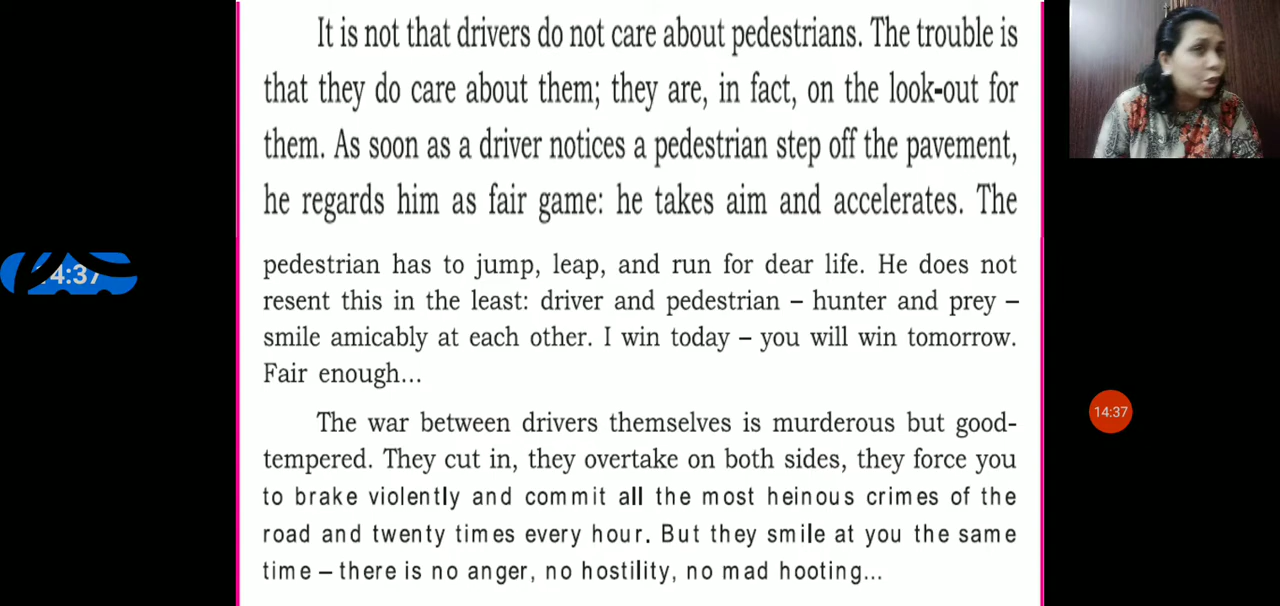 It is not that drivers do not care about pedestrians. The trouble is
that they do care about them; they are, in fact, on the look-out for
them. As soon as a driver notices a pedestrian step off the pavement,
he regards him as fair game: he takes aim and accelerates. The
pedestrian has to jump, leap, and run for dear life. He does not
resent this in the least: driver and pedestrian – hunter and prey –
smile amicably at each other. I win today – you will win tomorrow.
Fair enough...
The war between drivers themselves is murderous but good-
tempered. They cut in, they overtake on both sides, they force you
to brake violently and commit all the most heinous crimes of the
road and twenty times every hour. But they smile at you the same
time – there is no anger, no hostility, no mad hooting...
14:37